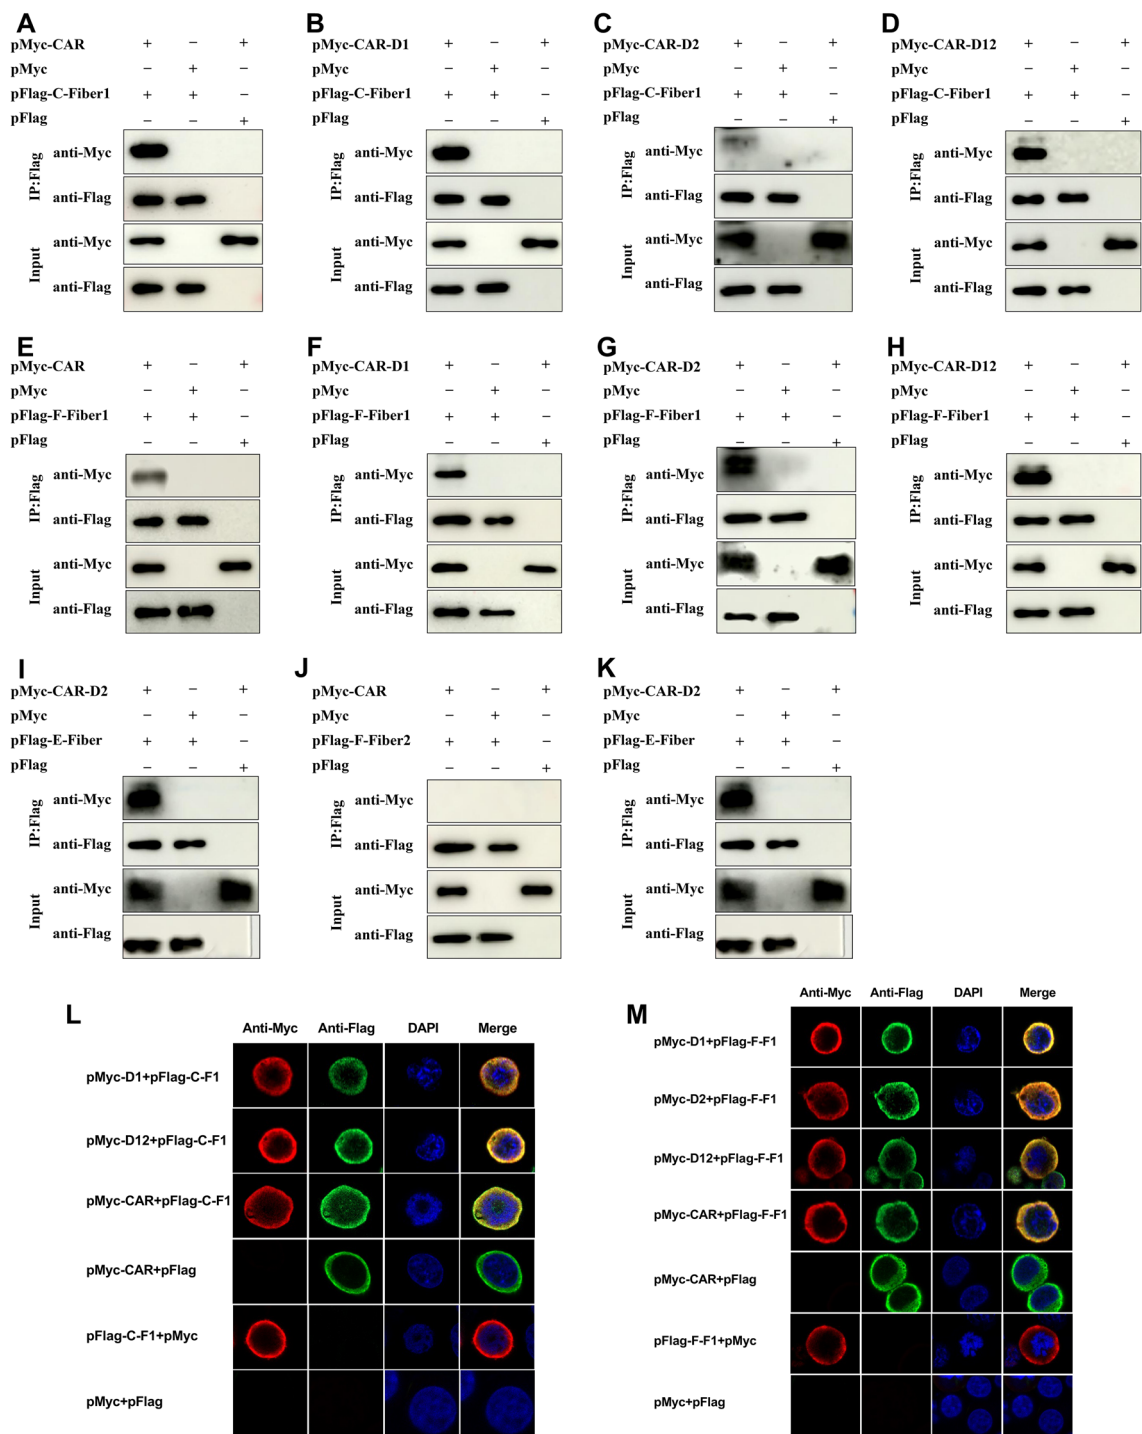 A
pMyc-CAR + – +
pMyc – + –
pFlag-C-Fiber1 + + –
pFlag – – +
IP:Flag
anti-Myc
anti-Flag
Input
anti-Myc
anti-Flag
B
pMyc-CAR-D1 + – +
pMyc – + –
pFlag-C-Fiber1 + + –
pFlag – – +
IP:Flag
anti-Myc
anti-Flag
Input
anti-Myc
anti-Flag
C
pMyc-CAR-D2 + – +
pMyc – + –
pFlag-C-Fiber1 + + –
pFlag – – +
IP:Flag
anti-Myc
anti-Flag
Input
anti-Myc
anti-Flag
D
pMyc-CAR-D12 + – +
pMyc – + –
pFlag-C-Fiber1 + + –
pFlag – – +
IP:Flag
anti-Myc
anti-Flag
Input
anti-Myc
anti-Flag
E
pMyc-CAR + – +
pMyc – + –
pFlag-F-Fiber1 + + –
pFlag – – +
IP:Flag
anti-Myc
anti-Flag
Input
anti-Myc
anti-Flag
F
pMyc-CAR-D1 + – +
pMyc – + –
pFlag-F-Fiber1 + + –
pFlag – – +
IP:Flag
anti-Myc
anti-Flag
Input
anti-Myc
anti-Flag
G
pMyc-CAR-D2 + – +
pMyc – + –
pFlag-F-Fiber1 + + –
pFlag – – +
IP:Flag
anti-Myc
anti-Flag
Input
anti-Myc
anti-Flag
H
pMyc-CAR-D12 + – +
pMyc – + –
pFlag-F-Fiber1 + + –
pFlag – – +
IP:Flag
anti-Myc
anti-Flag
Input
anti-Myc
anti-Flag
I
pMyc-CAR-D2 + – +
pMyc – + –
pFlag-E-Fiber + + –
pFlag – – +
IP:Flag
anti-Myc
anti-Flag
Input
anti-Myc
anti-Flag
J
pMyc-CAR + – +
pMyc – + –
pFlag-F-Fiber2 + + –
pFlag – – +
IP:Flag
anti-Myc
anti-Flag
Input
anti-Myc
anti-Flag
K
pMyc-CAR-D2 + – +
pMyc – + –
pFlag-E-Fiber + + –
pFlag – – +
IP:Flag
anti-Myc
anti-Flag
Input
anti-Myc
anti-Flag
L
Anti-Myc Anti-Flag DAPI Merge
pMyc-D1+pFlag-C-F1
pMyc-D12+pFlag-C-F1
pMyc-CAR+pFlag-C-F1
pMyc-CAR+pFlag
pFlag-C-F1+pMyc
pMyc+pFlag
M
Anti-Myc Anti-Flag DAPI Merge
pMyc-D1+pFlag-F-F1
pMyc-D2+pFlag-F-F1
pMyc-D12+pFlag-F-F1
pMyc-CAR+pFlag-F-F1
pMyc-CAR+pFlag
pFlag-F-F1+pMyc
pMyc+pFlag